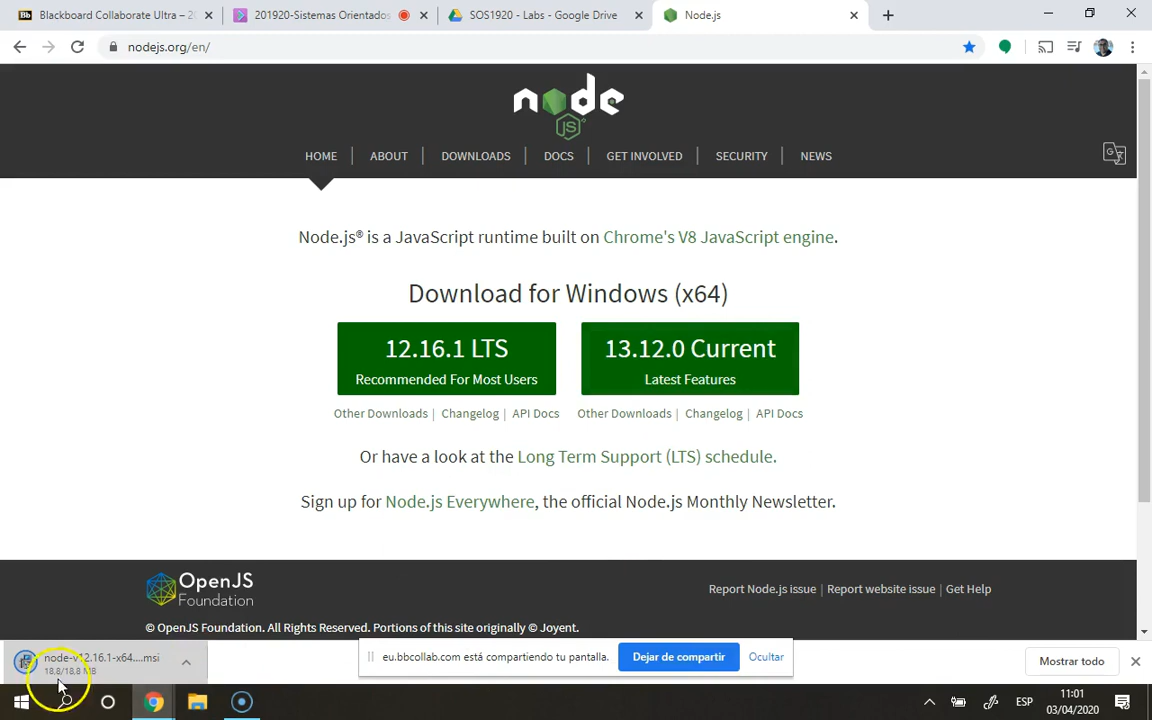 Blackboard Collaborate Ultra – 2
201920-Sistemas Orientados
SOS1920 - Labs - Google Drive
Node.js
nodejs.org/en/
node
JS
HOME
ABOUT
DOWNLOADS
DOCS
GET INVOLVED
SECURITY
NEWS
Node.js® is a JavaScript runtime built on Chrome's V8 JavaScript engine.
Download for Windows (x64)
12.16.1 LTS
Recommended For Most Users
13.12.0 Current
Latest Features
Other Downloads | Changelog | API Docs
Other Downloads | Changelog | API Docs
Or have a look at the Long Term Support (LTS) schedule.
Sign up for Node.js Everywhere, the official Node.js Monthly Newsletter.
OpenJS
Foundation
Report Node.js issue | Report website issue | Get Help
© OpenJS Foundation. All Rights Reserved. Portions of this site originally © Joyent.
node-v12.16.1-x64....msi
18,8/18,8 MB
eu.bbcollab.com está compartiendo tu pantalla.
Dejar de compartir
Ocultar
Mostrar todo
ESP
11:01
03/04/2020